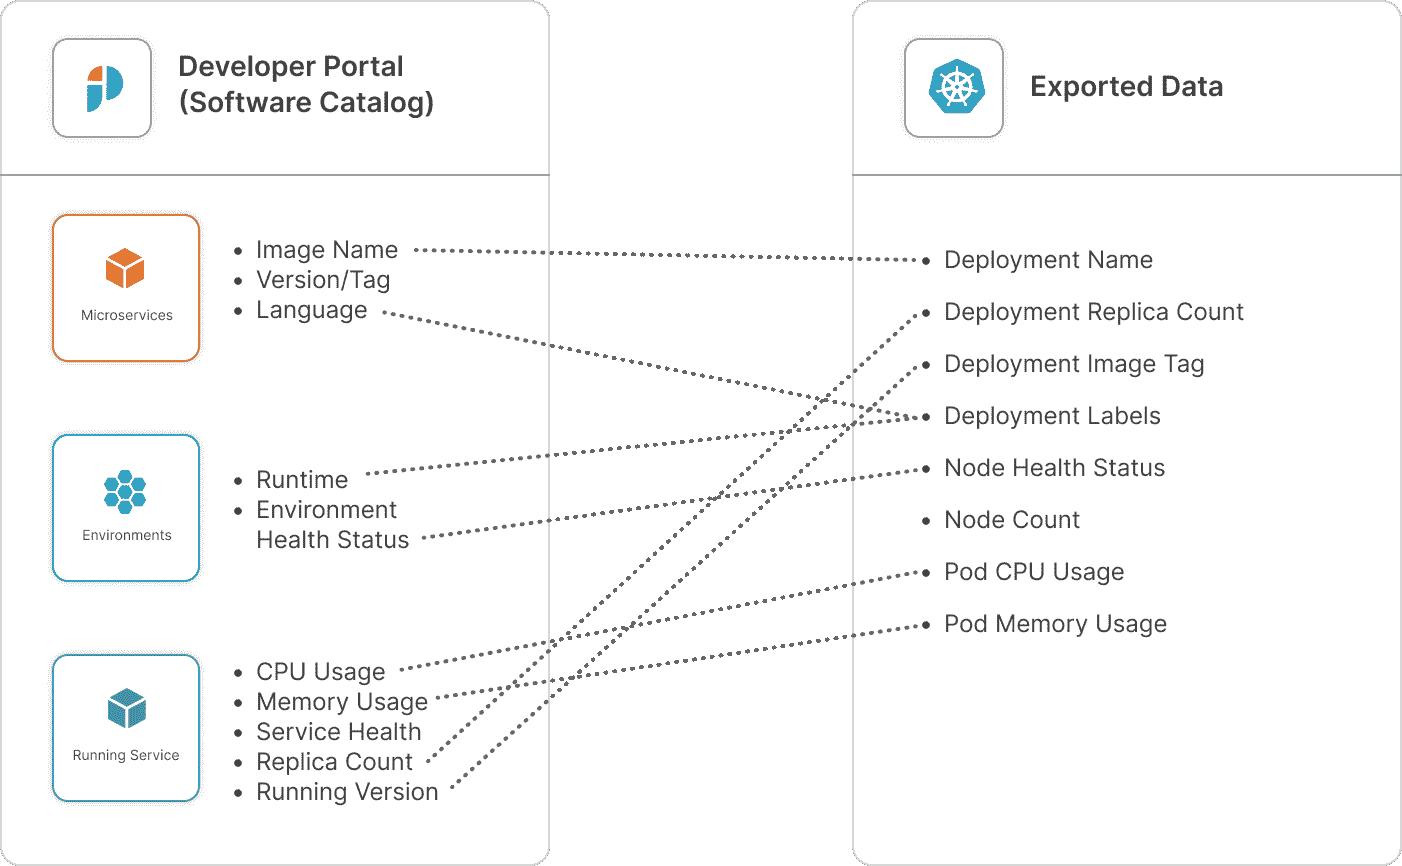 Developer Portal
(Software Catalog)
Microservices
• Image Name
• Version/Tag
• Language
Environments
• Runtime
• Environment
Health Status
Running Service
• CPU Usage
• Memory Usage
• Service Health
• Replica Count
• Running Version
Exported Data
• Deployment Name
• Deployment Replica Count
• Deployment Image Tag
• Deployment Labels
• Node Health Status
• Node Count
• Pod CPU Usage
• Pod Memory Usage